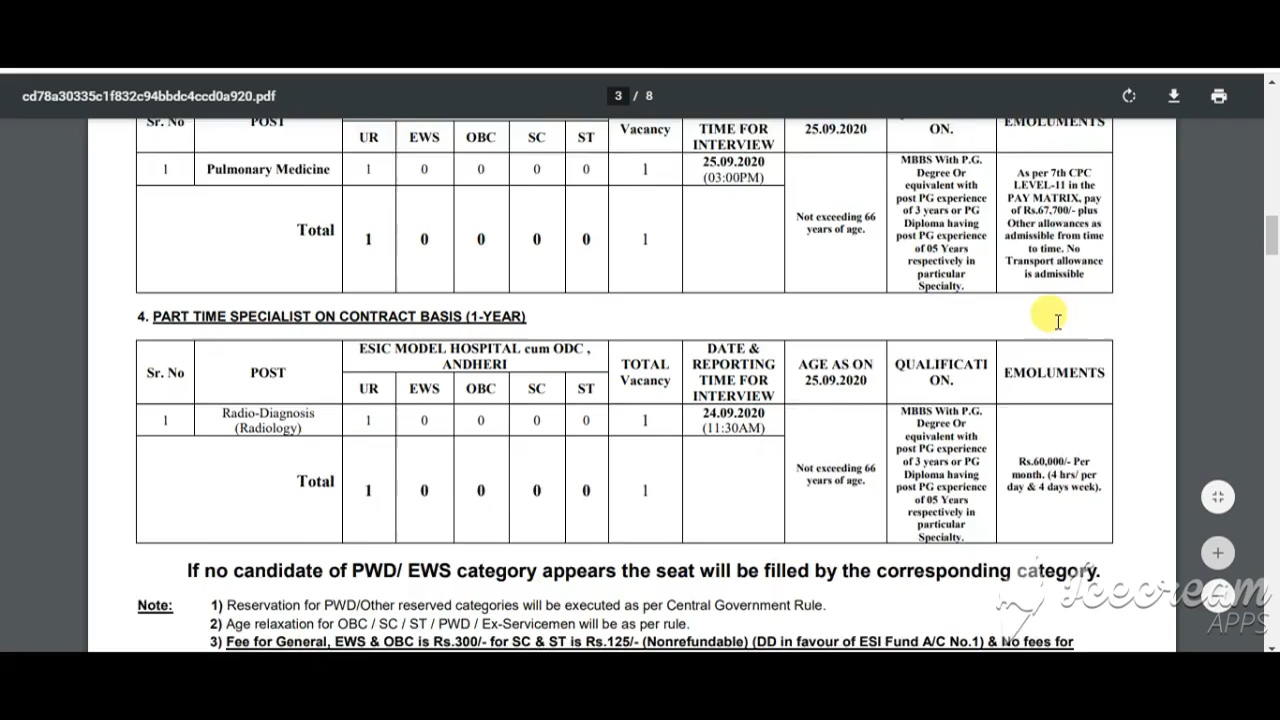 cd78a30335c1f832c94bbdc4ccd0a920.pdf
3 / 8
Sr. No POST UR EWS OBC SC ST Vacancy TIME FOR INTERVIEW 25.09.2020 ON. EMOLUMENTS
1 Pulmonary Medicine 1 0 0 0 0 1 25.09.2020
(03:00PM)
Not exceeding 66
years of age.
MBBS With P.G.
Degree Or
equivalent with
post PG experience
of 3 years or PG
Diploma having
post PG experience
of 05 Years
respectively in
particular
Specialty.
As per 7th CPC
LEVEL-11 in the
PAY MATRIX, pay
of Rs.67,700/- plus
Other allowances as
admissible from time
to time. No
Transport allowance
is admissible
Total 1 0 0 0 0 1
4. PART TIME SPECIALIST ON CONTRACT BASIS (1-YEAR)
Sr. No
POST
ESIC MODEL HOSPITAL cum ODC ,
ANDHERI
UR EWS OBC SC ST
TOTAL
Vacancy
DATE &
REPORTING
TIME FOR
INTERVIEW
AGE AS ON
25.09.2020
QUALIFICATI
ON.
EMOLUMENTS
1 Radio-Diagnosis
(Radiology)
1 0 0 0 0 1
24.09.2020
(11:30AM)
Not exceeding 66
years of age.
MBBS With P.G.
Degree Or
equivalent with
post PG experience
of 3 years or PG
Diploma having
post PG experience
of 05 Years
respectively in
particular
Specialty.
Rs.60,000/- Per
month. (4 hrs/ per
day & 4 days week).
Total 1 0 0 0 0 1
If no candidate of PWD/ EWS category appears the seat will be filled by the corresponding category.
Note: 1) Reservation for PWD/Other reserved categories will be executed as per Central Government Rule.
2) Age relaxation for OBC / SC / ST / PWD / Ex-Servicemen will be as per rule.
3) Fee for General, EWS & OBC is Rs.300/- for SC & ST is Rs.125/- (Nonrefundable) (DD in favour of ESI Fund A/C No.1) & No fees for
Icecream
APPS